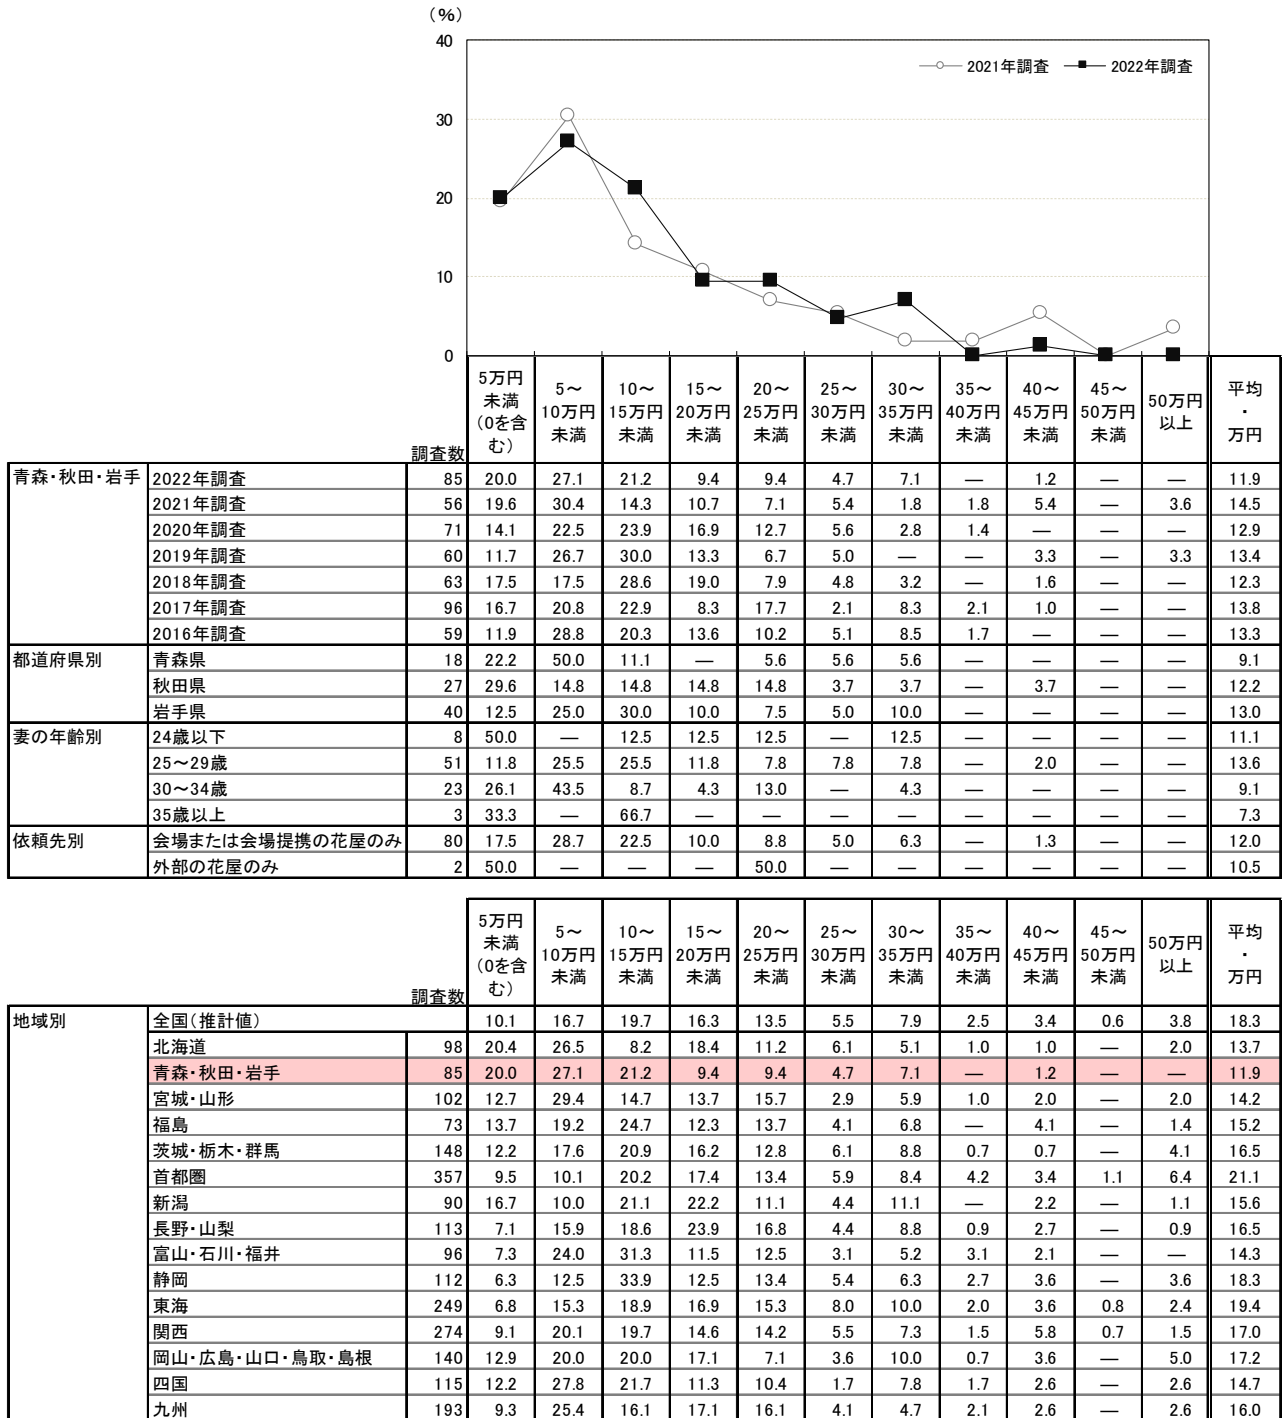 （％）
40
30
20
10
0
2021年調査 2022年調査
調査数 5万円未満（0を含む） 5～10万円未満 10～15万円未満 15～20万円未満 20～25万円未満 25～30万円未満 30～35万円未満 35～40万円未満 40～45万円未満 45～50万円未満 50万円以上 平均・万円
青森・秋田・岩手 2022年調査 85 20.0 27.1 21.2 9.4 9.4 4.7 7.1 ― 1.2 ― ― 11.9
2021年調査 56 19.6 30.4 14.3 10.7 7.1 5.4 1.8 1.8 5.4 ― 3.6 14.5
2020年調査 71 14.1 22.5 23.9 16.9 12.7 5.6 2.8 1.4 ― ― ― 12.9
2019年調査 60 11.7 26.7 30.0 13.3 6.7 5.0 ― ― 3.3 ― 3.3 13.4
2018年調査 63 17.5 17.5 28.6 19.0 7.9 4.8 3.2 ― 1.6 ― ― 12.3
2017年調査 96 16.7 20.8 22.9 8.3 17.7 2.1 8.3 2.1 1.0 ― ― 13.8
2016年調査 59 11.9 28.8 20.3 13.6 10.2 5.1 8.5 1.7 ― ― ― 13.3
都道府県別 青森県 18 22.2 50.0 11.1 ― 5.6 5.6 5.6 ― ― ― ― 9.1
秋田県 27 29.6 14.8 14.8 14.8 14.8 3.7 3.7 ― 3.7 ― ― 12.2
岩手県 40 12.5 25.0 30.0 10.0 7.5 5.0 10.0 ― ― ― ― 13.0
妻の年齢別 24歳以下 8 50.0 ― 12.5 12.5 12.5 ― 12.5 ― ― ― ― 11.1
25～29歳 51 11.8 25.5 25.5 11.8 7.8 7.8 7.8 ― 2.0 ― ― 13.6
30～34歳 23 26.1 43.5 8.7 4.3 13.0 ― 4.3 ― ― ― ― 9.1
35歳以上 3 33.3 ― 66.7 ― ― ― ― ― ― ― ― 7.3
依頼先別 会場または会場提携の花屋のみ 80 17.5 28.7 22.5 10.0 8.8 5.0 6.3 ― 1.3 ― ― 12.0
外部の花屋のみ 2 50.0 ― ― ― 50.0 ― ― ― ― ― ― 10.5
調査数 5万円未満（0を含む） 5～10万円未満 10～15万円未満 15～20万円未満 20～25万円未満 25～30万円未満 30～35万円未満 35～40万円未満 40～45万円未満 45～50万円未満 50万円以上 平均・万円
地域別 全国（推計値） 10.1 16.7 19.7 16.3 13.5 5.5 7.9 2.5 3.4 0.6 3.8 18.3
北海道 98 20.4 26.5 8.2 18.4 11.2 6.1 5.1 1.0 1.0 ― 2.0 13.7
青森・秋田・岩手 85 20.0 27.1 21.2 9.4 9.4 4.7 7.1 ― 1.2 ― ― 11.9
宮城・山形 102 12.7 29.4 14.7 13.7 15.7 2.9 5.9 1.0 2.0 ― 2.0 14.2
福島 73 13.7 19.2 24.7 12.3 13.7 4.1 6.8 ― 4.1 ― 1.4 15.2
茨城・栃木・群馬 148 12.2 17.6 20.9 16.2 12.8 6.1 8.8 0.7 0.7 ― 4.1 16.5
首都圏 357 9.5 10.1 20.2 17.4 13.4 5.9 8.4 4.2 3.4 1.1 6.4 21.1
新潟 90 16.7 10.0 21.1 22.2 11.1 4.4 11.1 ― 2.2 ― 1.1 15.6
長野・山梨 113 7.1 15.9 18.6 23.9 16.8 4.4 8.8 0.9 2.7 ― 0.9 16.5
富山・石川・福井 96 7.3 24.0 31.3 11.5 12.5 3.1 5.2 3.1 2.1 ― ― 14.3
静岡 112 6.3 12.5 33.9 12.5 13.4 5.4 6.3 2.7 3.6 ― 3.6 18.3
東海 249 6.8 15.3 18.9 16.9 15.3 8.0 10.0 2.0 3.6 0.8 2.4 19.4
関西 274 9.1 20.1 19.7 14.6 14.2 5.5 7.3 1.5 5.8 0.7 1.5 17.0
岡山・広島・山口・鳥取・島根 140 12.9 20.0 20.0 17.1 7.1 3.6 10.0 0.7 3.6 ― 5.0 17.2
四国 115 12.2 27.8 21.7 11.3 10.4 1.7 7.8 1.7 2.6 ― 2.6 14.7
九州 193 9.3 25.4 16.1 17.1 16.1 4.1 4.7 2.1 2.6 ― 2.6 16.0